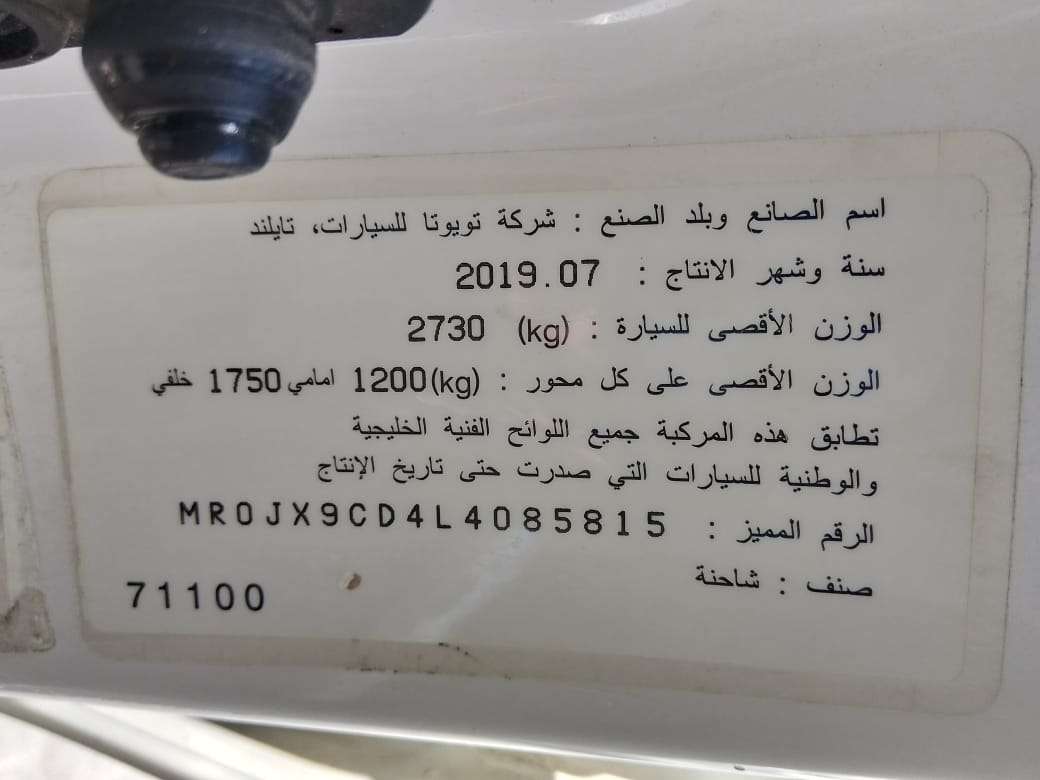 اسم الصانع وبلد الصنع : شركة تويوتا للسيارات، تايلند
سنة وشهر الانتاج : 2019.07
الوزن الأقصى للسيارة : (kg) 2730
الوزن الأقصى على كل محور : (kg)1200 امامي 1750 خلفي
تطابق هذه المركبة جميع اللوائح الفنية الخليجية
والوطنية للسيارات التي صدرت حتى تاريخ الإنتاج
الرقم المميز : MR0JX9CD4L4085815
صنف : شاحنة
71100